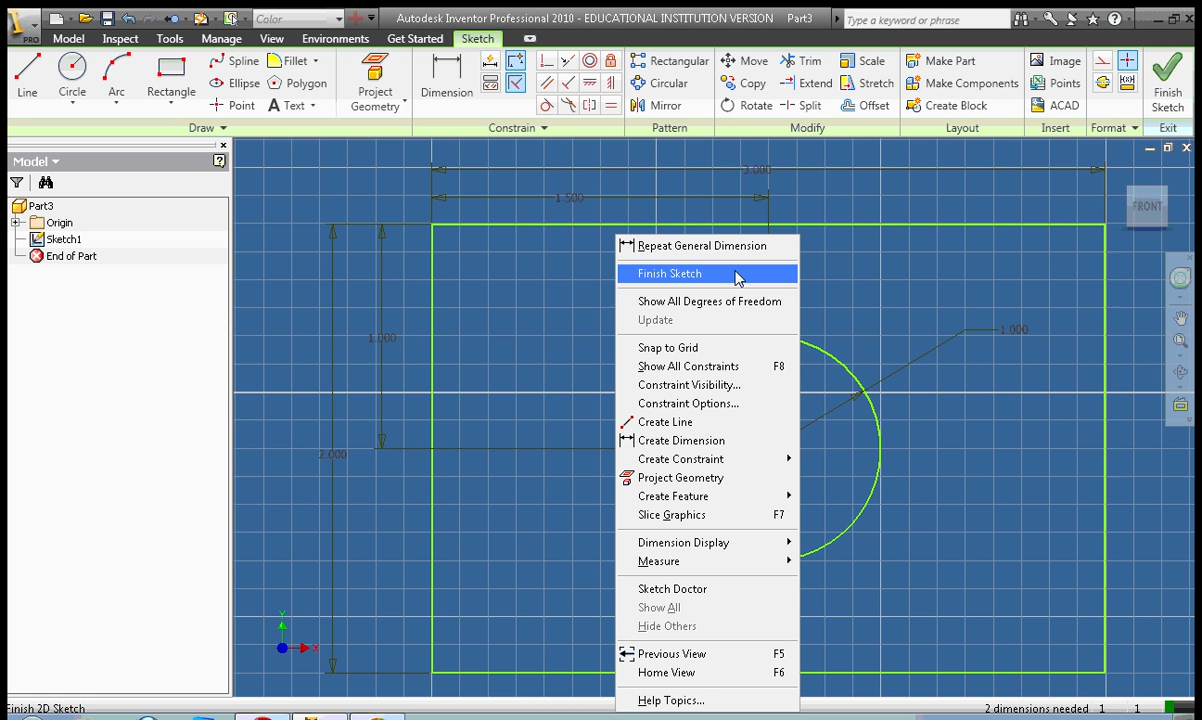 Color
Autodesk Inventor Professional 2010 - EDUCATIONAL INSTITUTION VERSION Part3
Type a keyword or phrase
PRO
Model Inspect Tools Manage View Environments Get Started Sketch
Line
Circle
Arc
Rectangle
Spline
Ellipse
Point
Fillet
Polygon
Text
Project
Geometry
Dimension
Rectangular
Circular
Mirror
Move
Copy
Rotate
Trim
Extend
Split
Scale
Stretch
Offset
Make Part
Make Components
Create Block
Image
Points
ACAD
Finish
Sketch
Draw
Constrain
Pattern
Modify
Layout
Insert
Format
Exit
Model
Part3
Origin
Sketch1
End of Part
3.000
1.500
1.000
2.000
1.000
FRONT
Y
X
Repeat General Dimension
Finish Sketch
Show All Degrees of Freedom
Update
Snap to Grid
Show All Constraints F8
Constraint Visibility...
Constraint Options...
Create Line
Create Dimension
Create Constraint
Project Geometry
Create Feature
Slice Graphics F7
Dimension Display
Measure
Sketch Doctor
Show All
Hide Others
Previous View F5
Home View F6
Help Topics...
Finish 2D Sketch
2 dimensions needed 1 1